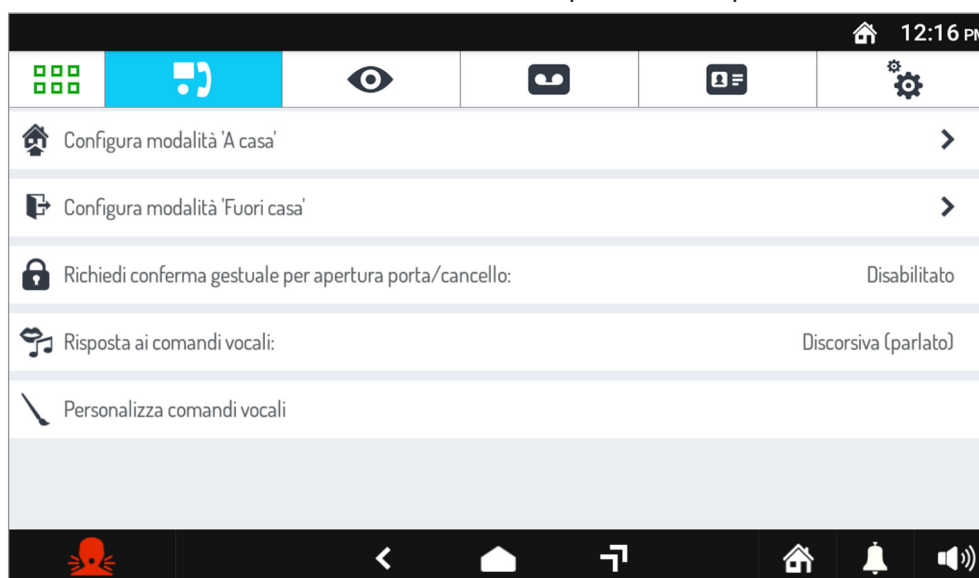 12:16 PM
Configura modalità 'A casa'
Configura modalità 'Fuori casa'
Richiedi conferma gestuale per apertura porta/cancello: Disabilitato
Risposta ai comandi vocali: Discorsiva (parlato)
Personalizza comandi vocali